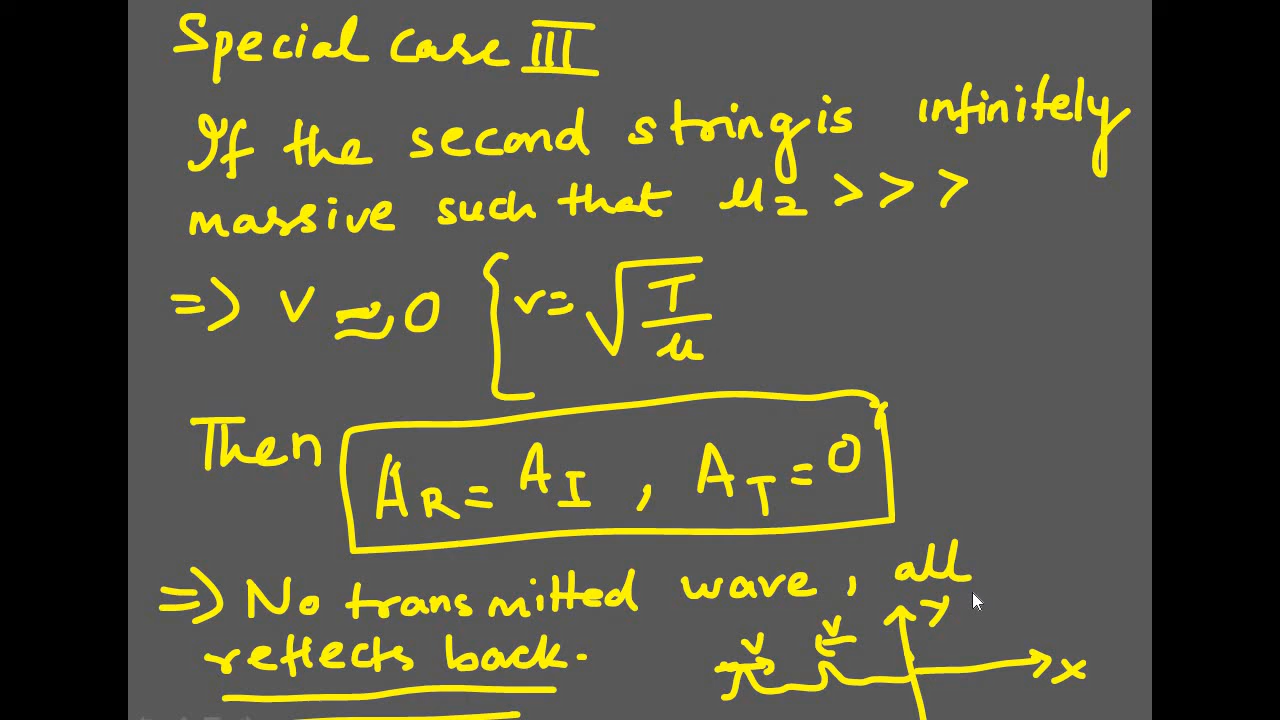 Special Case III
If the second string is infinitely
massive such that μ₂ >>>
=> v ≈ 0 { v = √(T/μ)
Then A_R = A_I , A_T = 0
=> No transmitted wave, all
reflects back.
y
v v
x